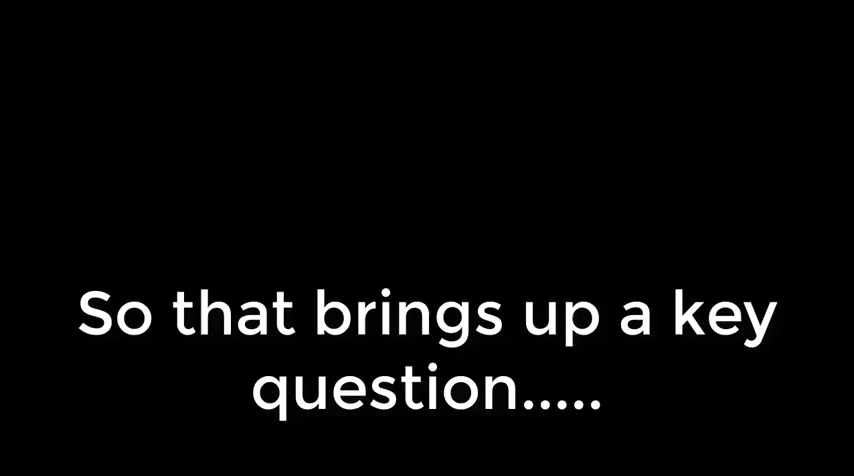 So that brings up a key
question.....